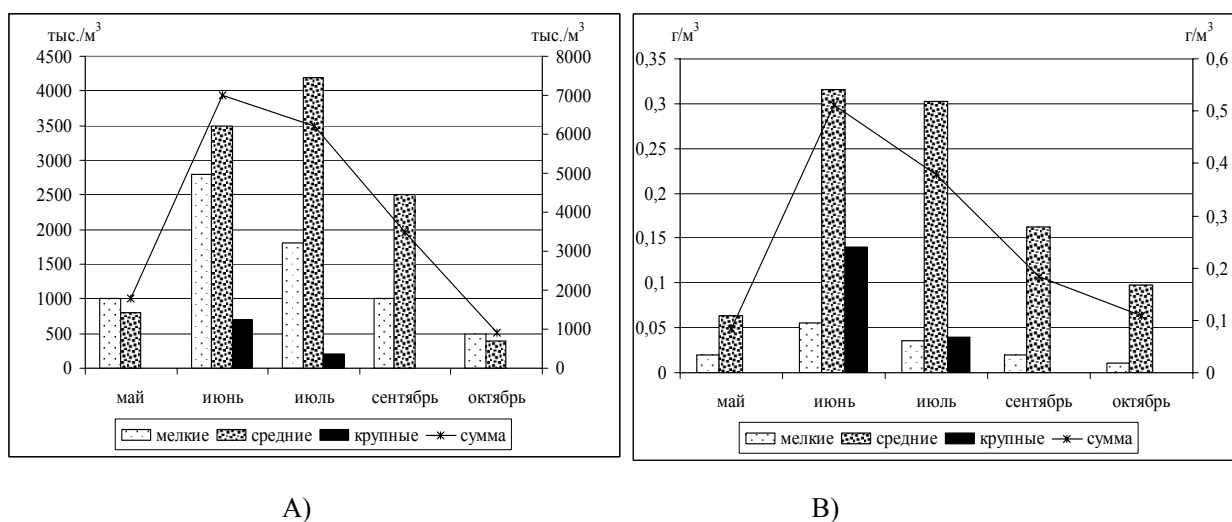 тыс./м³ тыс./м³
4500 8000
4000 7000
3500 6000
3000 5000
2500 4000
2000 3000
1500 2000
1000 1000
500 0
0
май июнь июль сентябрь октябрь
мелкие средние крупные сумма
А)
г/м³ г/м³
0,35 0,6
0,3 0,5
0,25 0,4
0,2 0,3
0,15 0,2
0,1 0,1
0,05 0
0
май июнь июль сентябрь октябрь
мелкие средние крупные сумма
В)